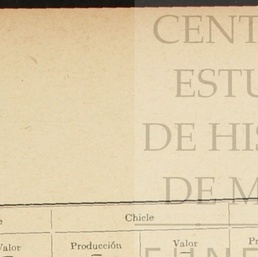 CENT
ESTU
DE HIS
DE M
Chicle
Valor Producción Valor